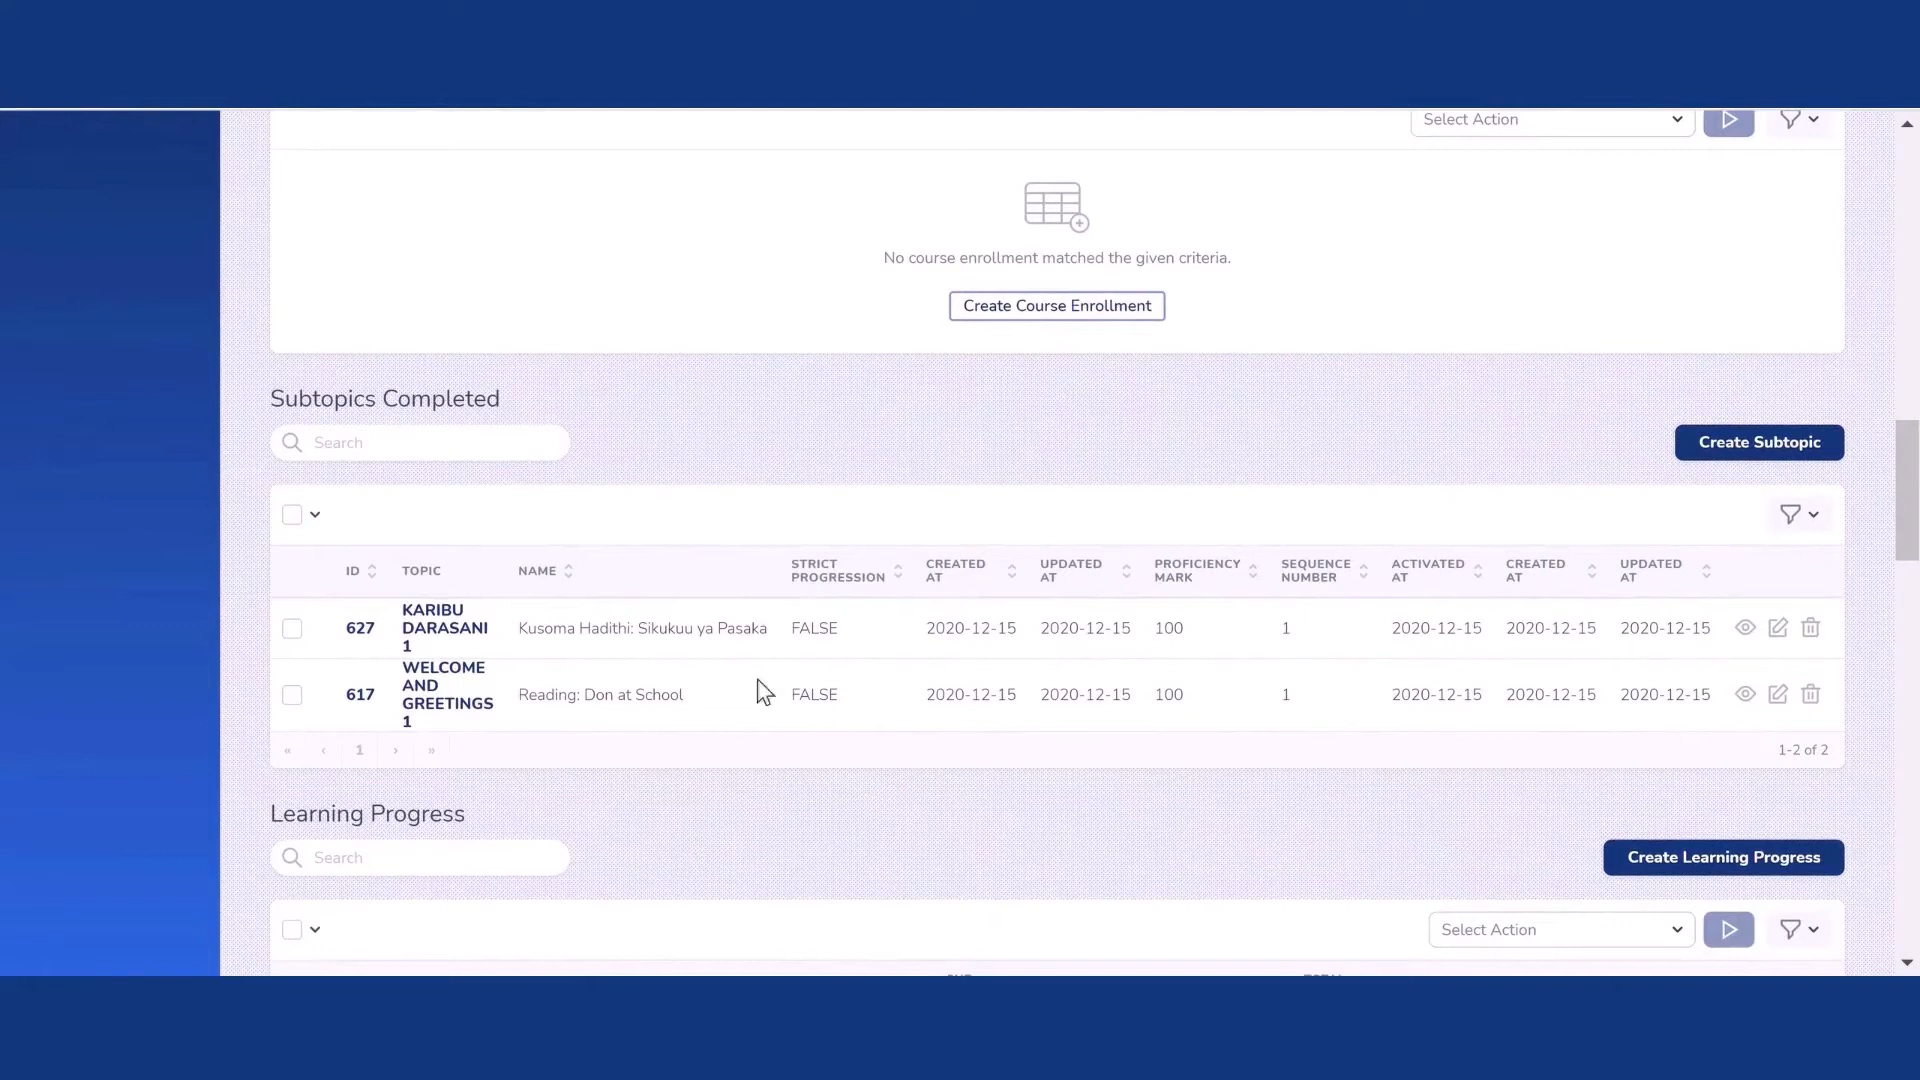 Select Action
No course enrollment matched the given criteria.
Create Course Enrollment
Subtopics Completed
Search
Create Subtopic
ID TOPIC NAME STRICT PROGRESSION CREATED AT UPDATED AT PROFICIENCY MARK SEQUENCE NUMBER ACTIVATED AT CREATED AT UPDATED AT
627 KARIBU DARASANI 1 Kusoma Hadithi: Sikukuu ya Pasaka FALSE 2020-12-15 2020-12-15 100 1 2020-12-15 2020-12-15 2020-12-15
617 WELCOME AND GREETINGS 1 Reading: Don at School FALSE 2020-12-15 2020-12-15 100 1 2020-12-15 2020-12-15 2020-12-15
« ‹ 1 › » 1-2 of 2
Learning Progress
Search
Create Learning Progress
Select Action